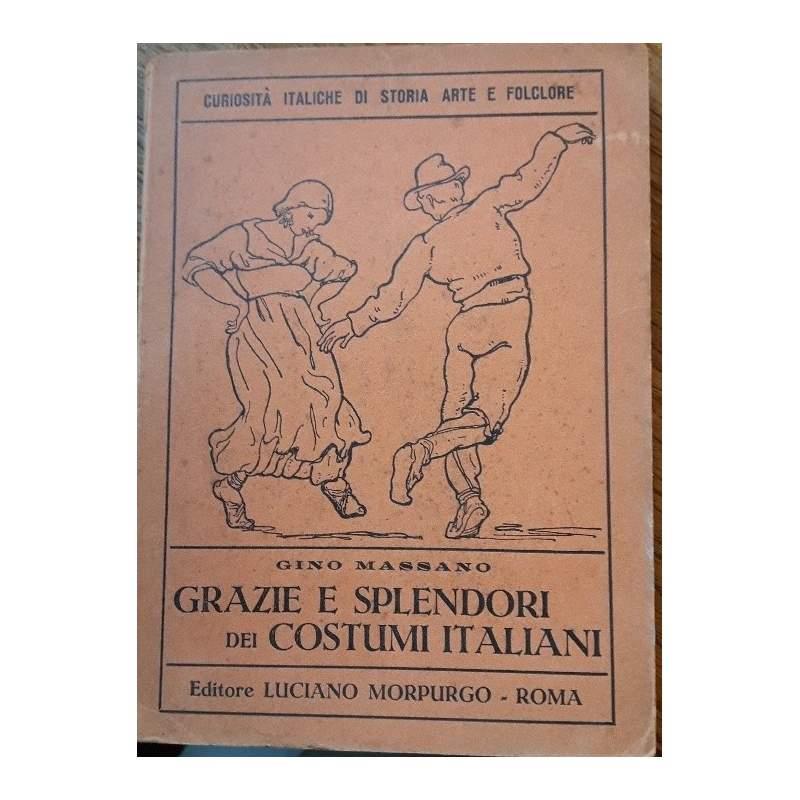 CURIOSITÀ ITALICHE DI STORIA ARTE E FOLCLORE
GINO MASSANO
GRAZIE E SPLENDORI
DEI COSTUMI ITALIANI
Editore LUCIANO MORPURGO - ROMA